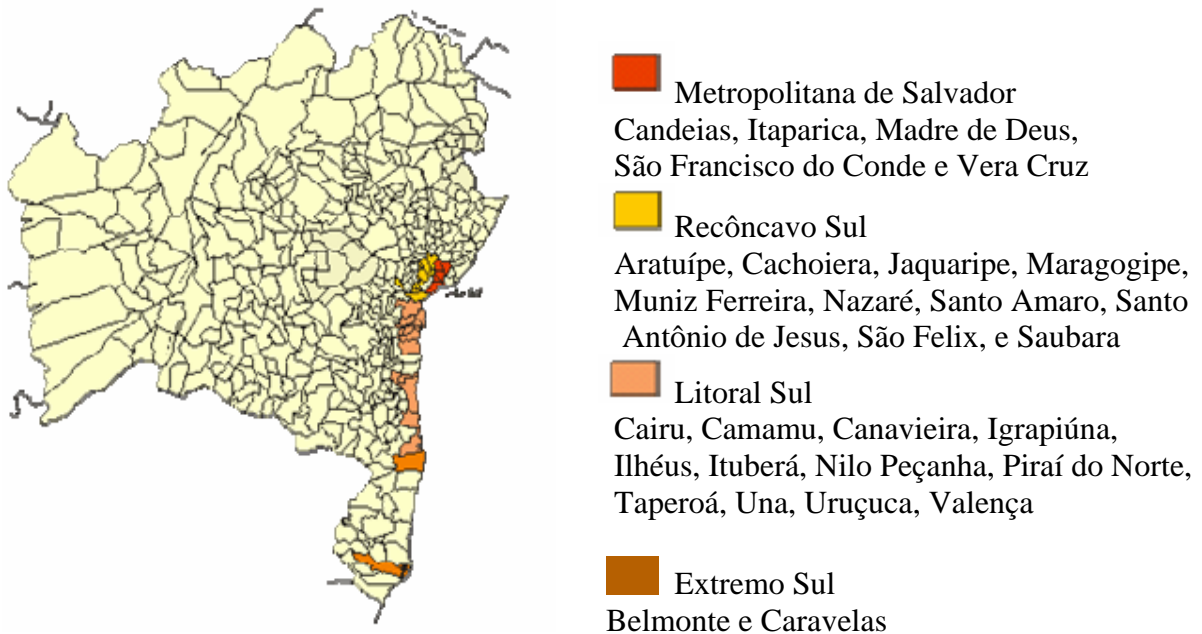 Metropolitana de Salvador
Candeias, Itaparica, Madre de Deus,
São Francisco do Conde e Vera Cruz
Recôncavo Sul
Aratuípe, Cachoiera, Jaquaripe, Maragogipe,
Muniz Ferreira, Nazaré, Santo Amaro, Santo
Antônio de Jesus, São Felix, e Saubara
Litoral Sul
Cairu, Camamu, Canavieira, Igrapiúna,
Ilhéus, Ituberá, Nilo Peçanha, Piraí do Norte,
Taperoá, Una, Uruçuca, Valença
Extremo Sul
Belmonte e Caravelas